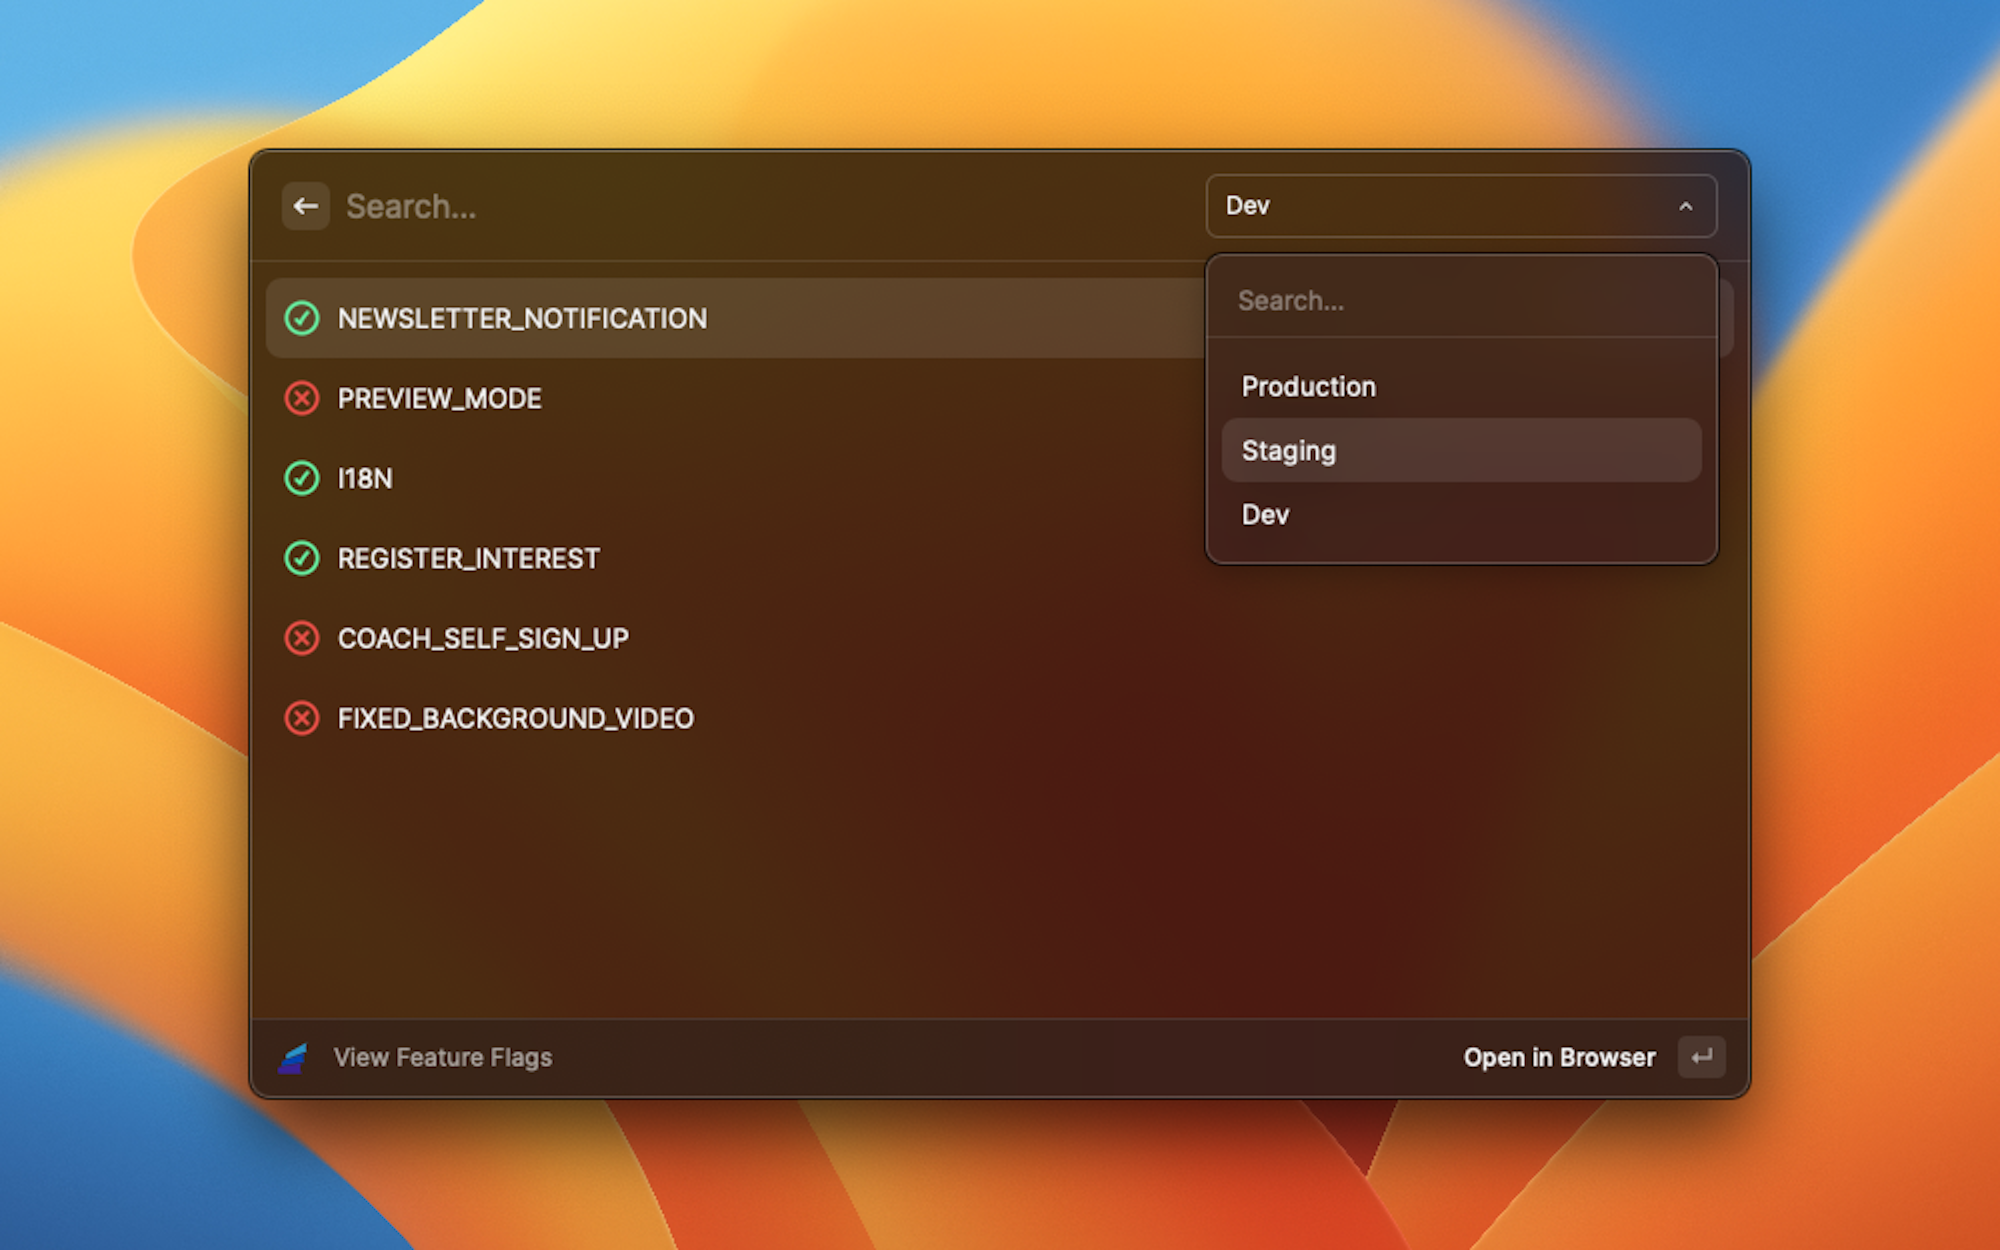 Search...
Dev
Search...
Production
Staging
Dev
NEWSLETTER_NOTIFICATION
PREVIEW_MODE
I18N
REGISTER_INTEREST
COACH_SELF_SIGN_UP
FIXED_BACKGROUND_VIDEO
View Feature Flags
Open in Browser